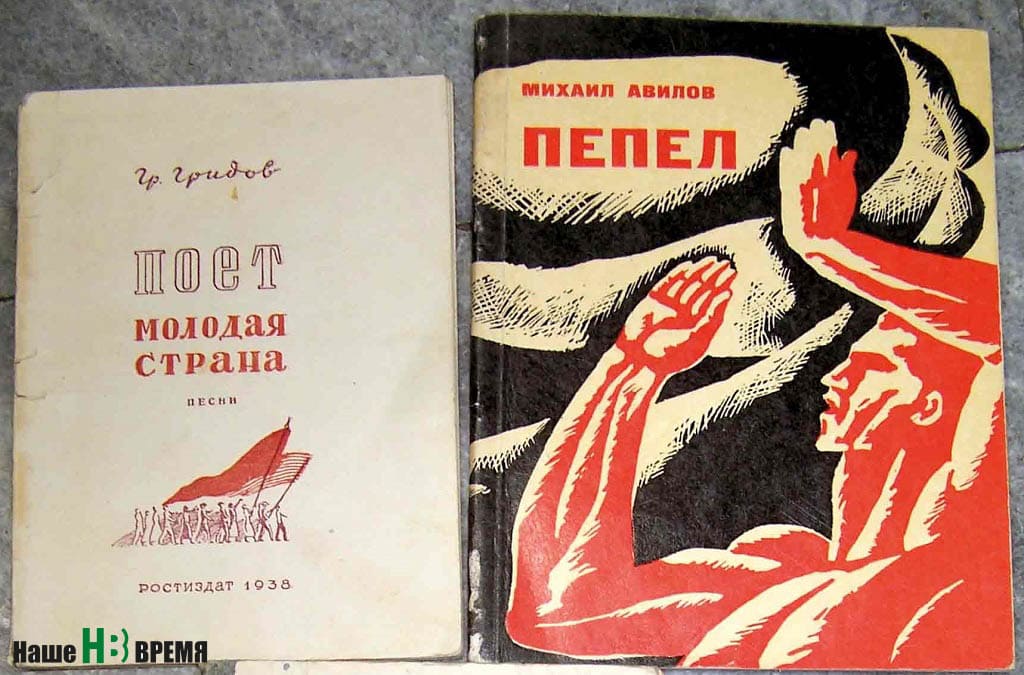 Гр. Гридов
ПОЕТ
МОЛОДАЯ
СТРАНА
ПЕСНИ
РОСТИЗДАТ 1938
МИХАИЛ АВИЛОВ
ПЕПЕЛ
Наше НВ ВРЕМЯ